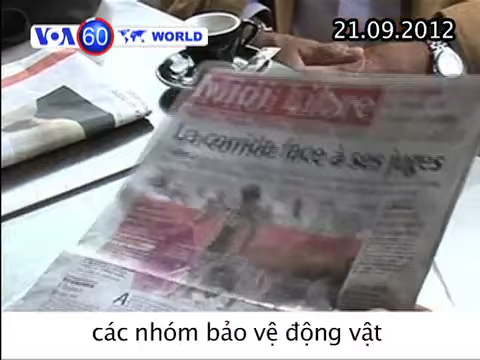 VOA 60 WORLD
21.09.2012
Midi Libre
La corrida face à ses juges
các nhóm bảo vệ động vật